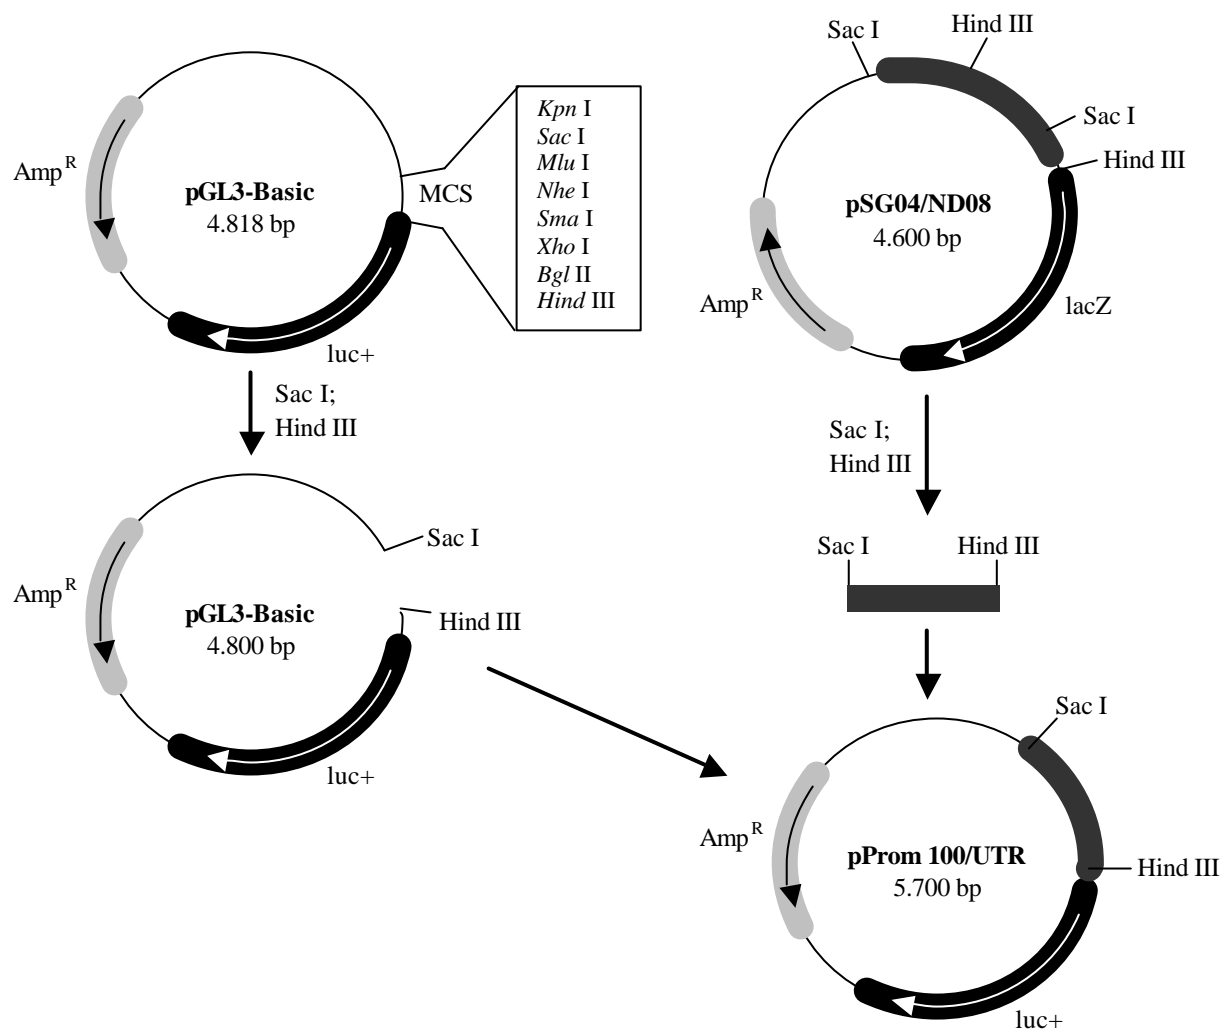 Sac I
Hind III
Sac I
Hind III
pSG04/ND08
4.600 bp
Amp R
lacZ
Kpn I
Sac I
Mlu I
Nhe I
Sma I
Xho I
Bgl II
Hind III
MCS
Amp R
pGL3-Basic
4.818 bp
luc+
Sac I;
Hind III
Sac I;
Hind III
Sac I
Hind III
Amp R
pGL3-Basic
4.800 bp
luc+
Sac I
Hind III
Sac I
Amp R
pProm 100/UTR
5.700 bp
Hind III
luc+